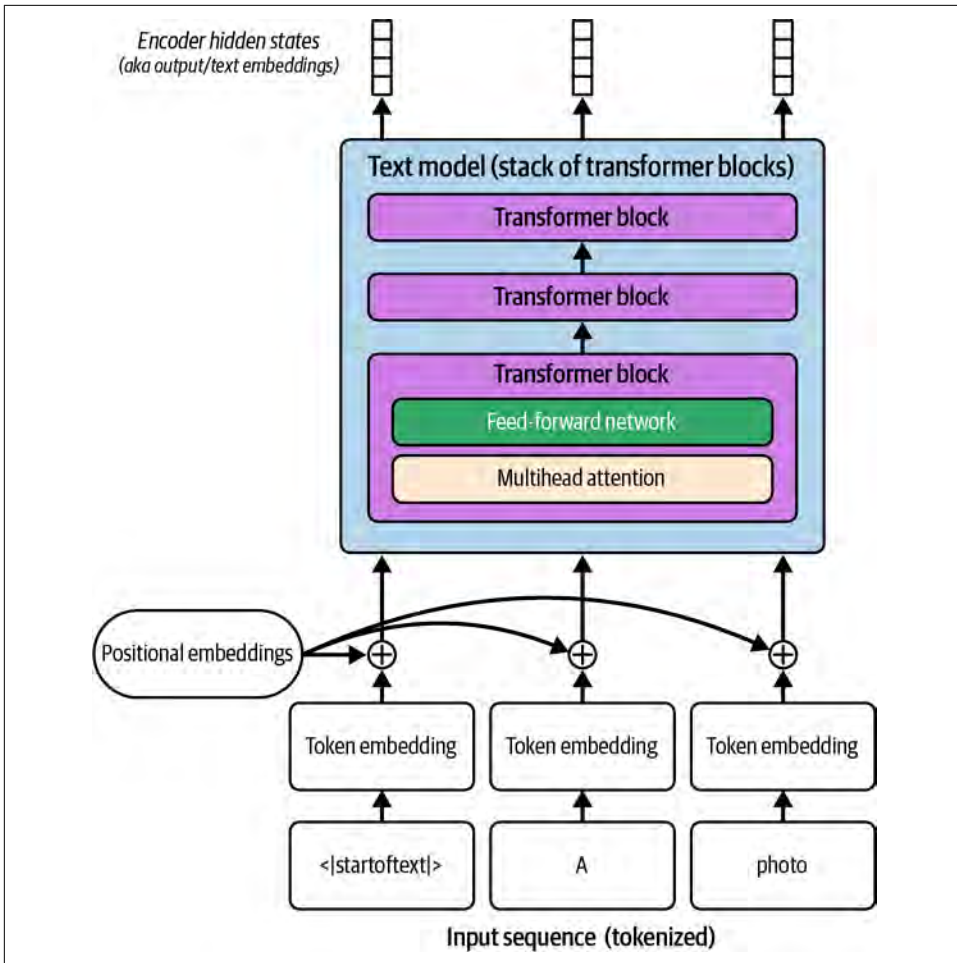 Encoder hidden states
(aka output/text embeddings)
Text model (stack of transformer blocks)
Transformer block
Transformer block
Transformer block
Feed-forward network
Multihead attention
Positional embeddings
Token embedding
Token embedding
Token embedding
<|startoftext|>
A
photo
Input sequence (tokenized)